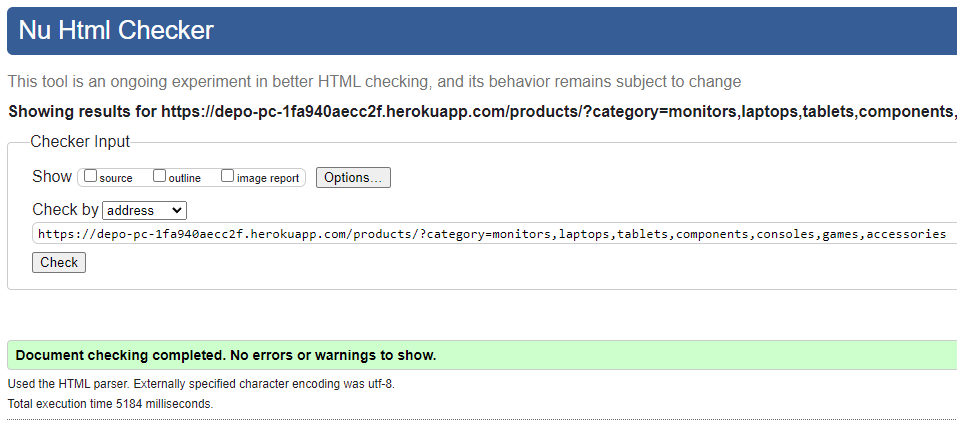 Nu Html Checker
This tool is an ongoing experiment in better HTML checking, and its behavior remains subject to change
Showing results for https://depo-pc-1fa940aecc2f.herokuapp.com/products/?category=monitors,laptops,tablets,components,
Checker Input
Show source outline image report Options...
Check by address
https://depo-pc-1fa940aecc2f.herokuapp.com/products/?category=monitors,laptops,tablets,components,consoles,games,accessories
Check
Document checking completed. No errors or warnings to show.
Used the HTML parser. Externally specified character encoding was utf-8.
Total execution time 5184 milliseconds.